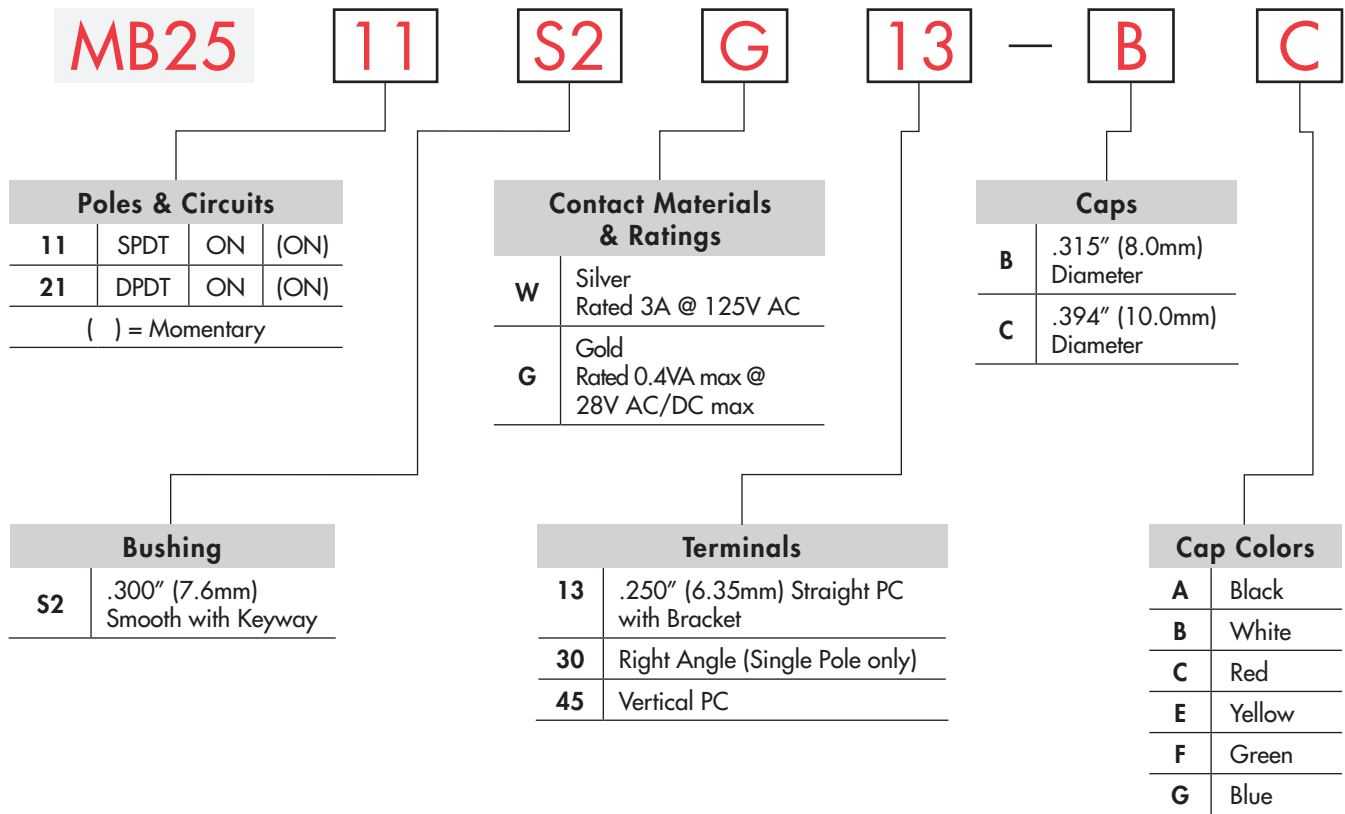 MB25 11 S2 G 13 — B C
Poles & Circuits
11 SPDT ON (ON)
21 DPDT ON (ON)
( ) = Momentary
Contact Materials
& Ratings
W Silver
Rated 3A @ 125V AC
G Gold
Rated 0.4VA max @
28V AC/DC max
Caps
B .315" (8.0mm)
Diameter
C .394" (10.0mm)
Diameter
Bushing
S2 .300" (7.6mm)
Smooth with Keyway
Terminals
13 .250" (6.35mm) Straight PC
with Bracket
30 Right Angle (Single Pole only)
45 Vertical PC
Cap Colors
A Black
B White
C Red
E Yellow
F Green
G Blue